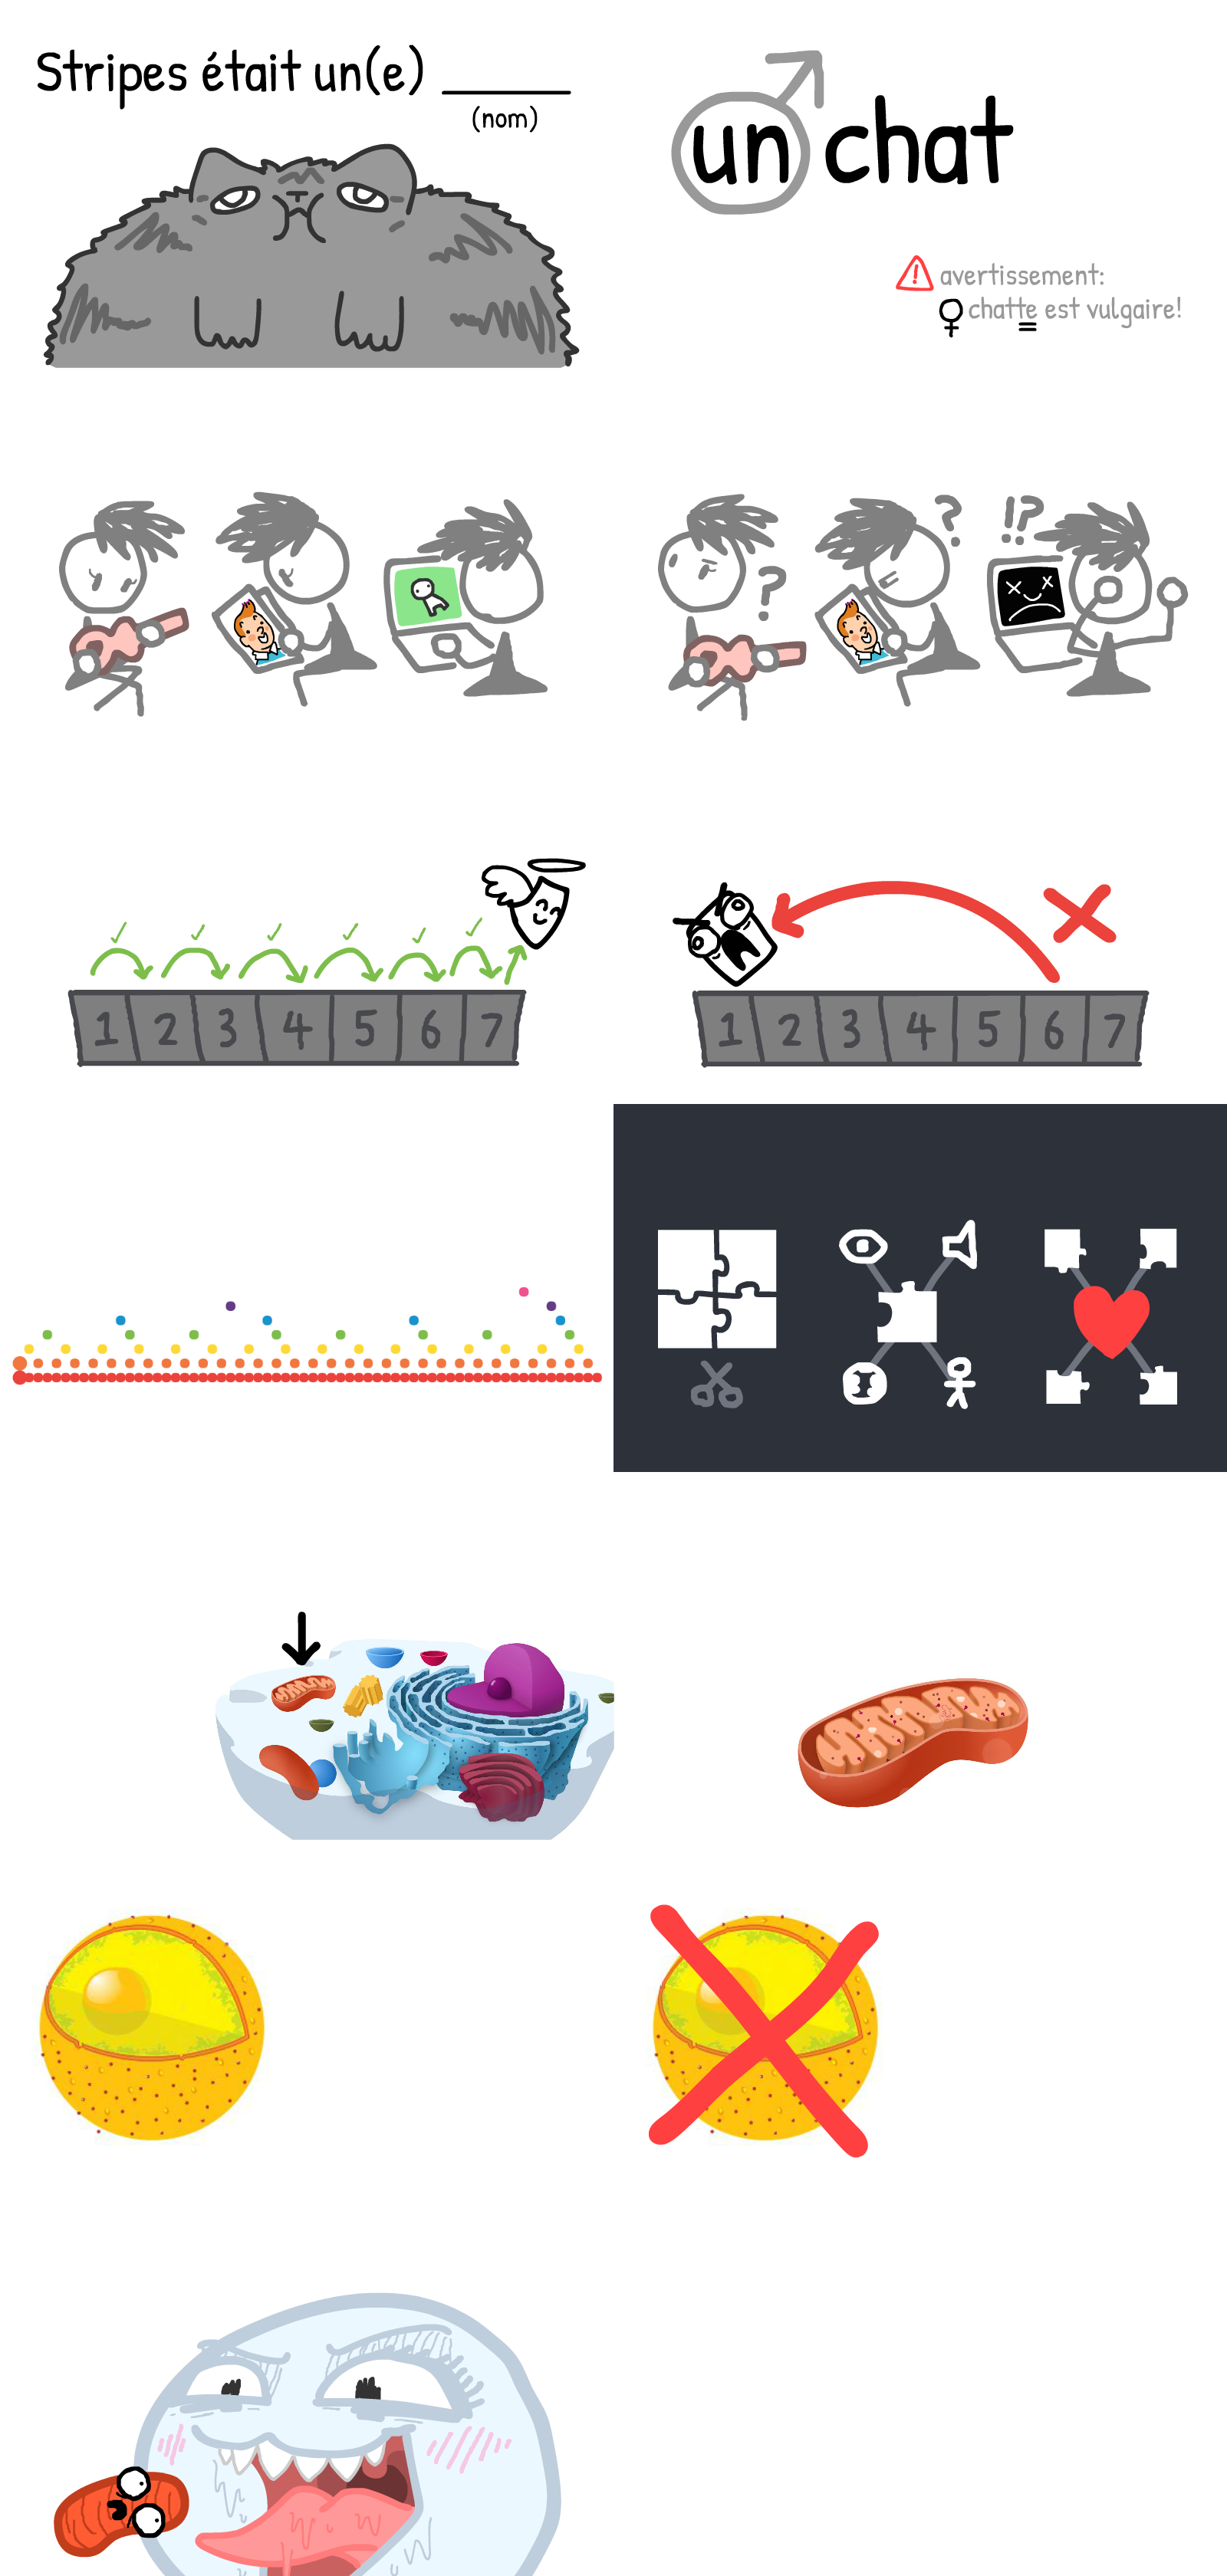 Stripes était un(e) ______
(nom)
un chat
avertissement:
chatte est vulgaire!
?
?
!?
1 2 3 4 5 6 7
1 2 3 4 5 6 7